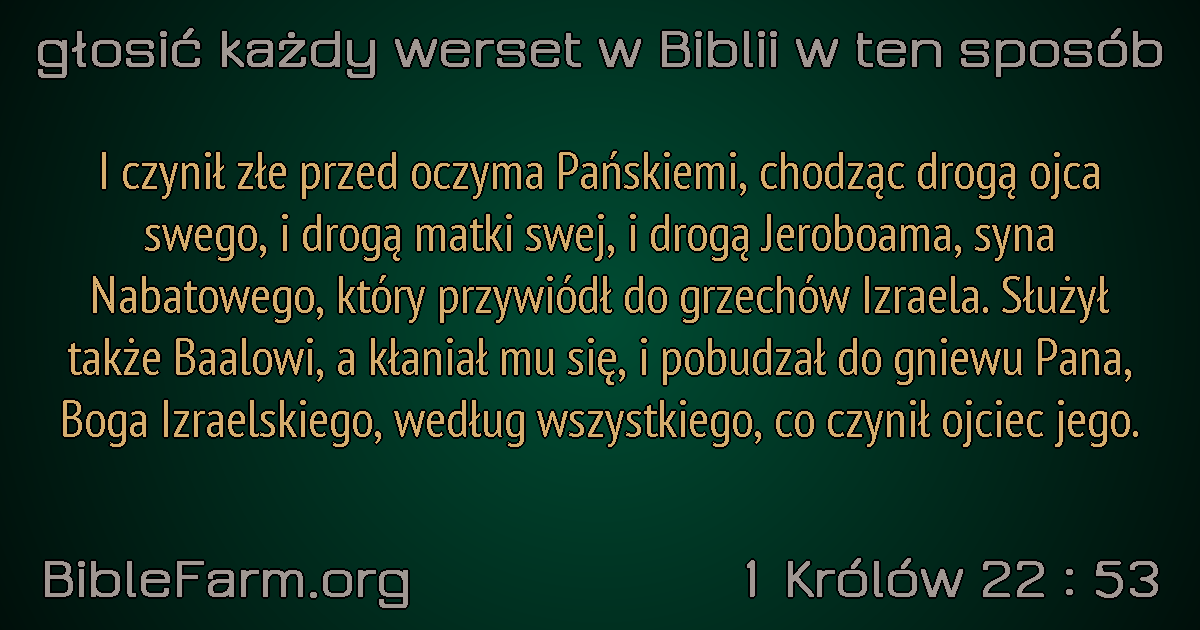 głosić każdy werset w Biblii w ten sposób
I czynił złe przed oczyma Pańskiemi, chodząc drogą ojca
swego, i drogą matki swej, i drogą Jeroboama, syna
Nabatowego, który przywiódł do grzechów Izraela. Służył
także Baalowi, a kłaniał mu się, i pobudzał do gniewu Pana,
Boga Izraelskiego, według wszystkiego, co czynił ojciec jego.
BibleFarm.org
1 Królów 22 : 53